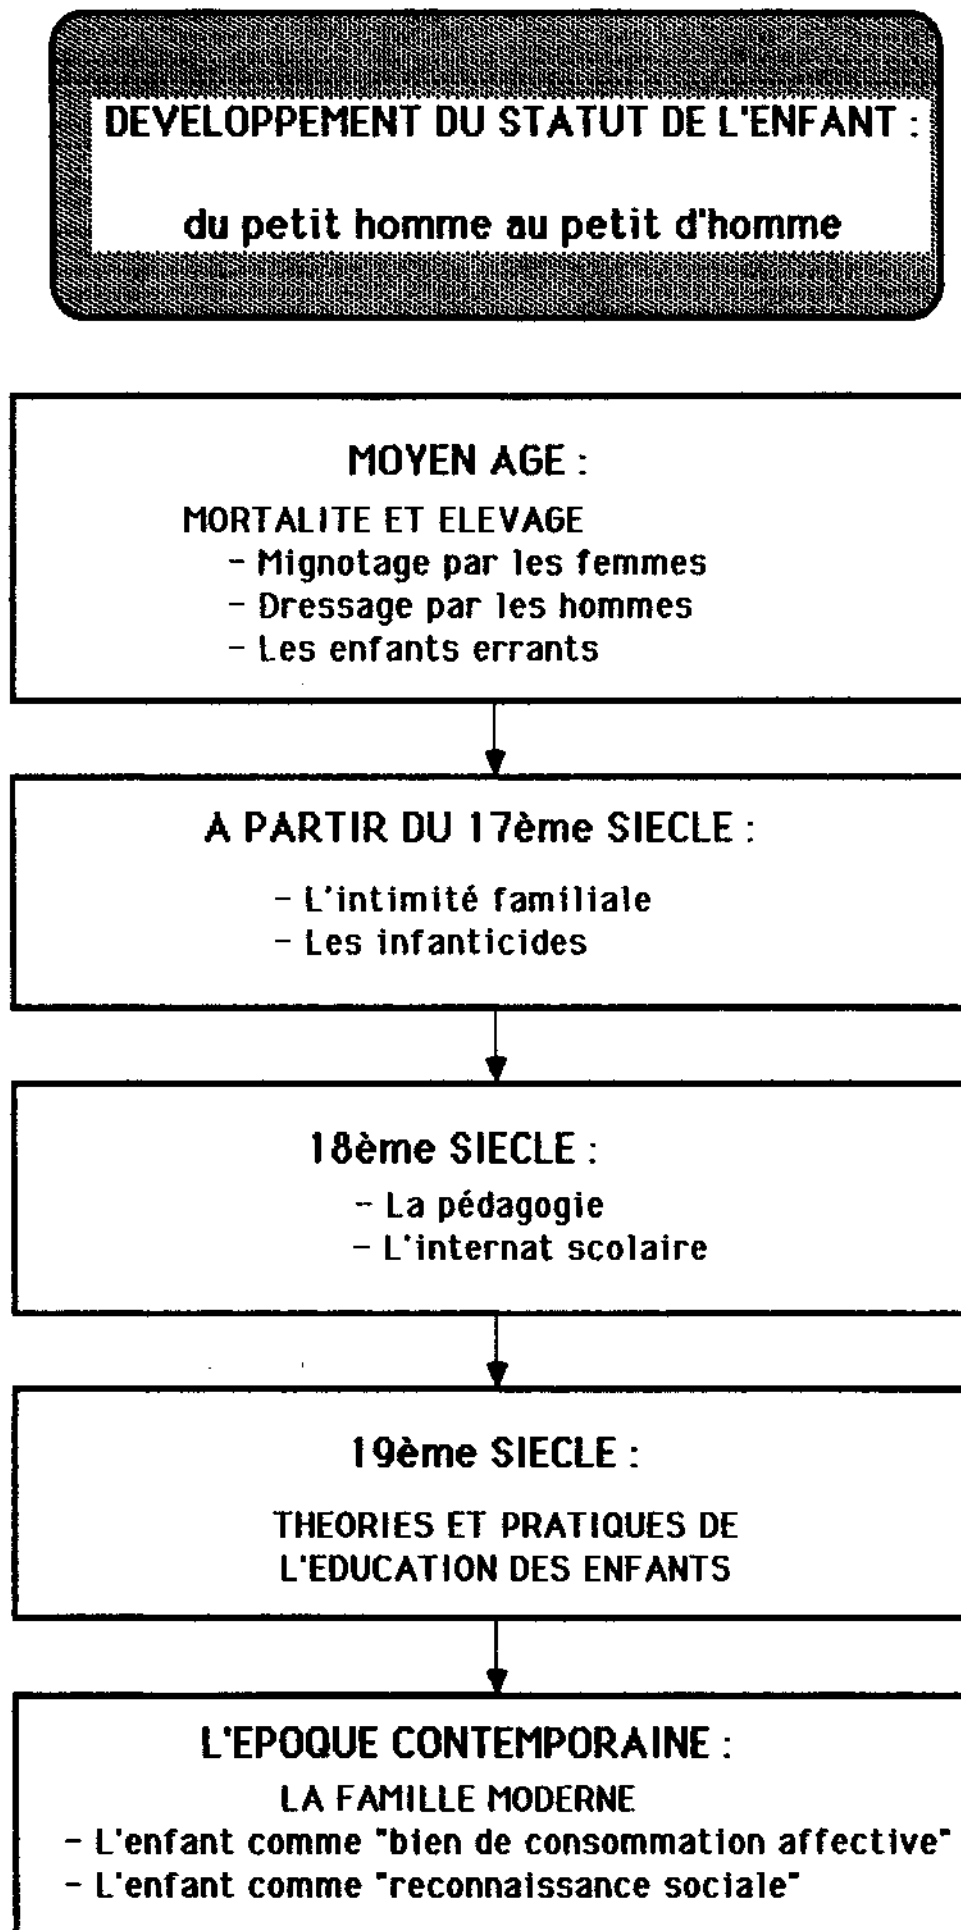 DEVELOPPEMENT DU STATUT DE L'ENFANT :
du petit homme au petit d'homme
MOYEN AGE :
MORTALITE ET ELEVAGE
- Mignotage par les femmes
- Dressage par les hommes
- Les enfants errants
A PARTIR DU 17ème SIECLE :
- L'intimité familiale
- Les infanticides
18ème SIECLE :
- La pédagogie
- L'internat scolaire
19ème SIECLE :
THEORIES ET PRATIQUES DE
L'EDUCATION DES ENFANTS
L'EPOQUE CONTEMPORAINE :
LA FAMILLE MODERNE
- L'enfant comme "bien de consommation affective"
- L'enfant comme "reconnaissance sociale"